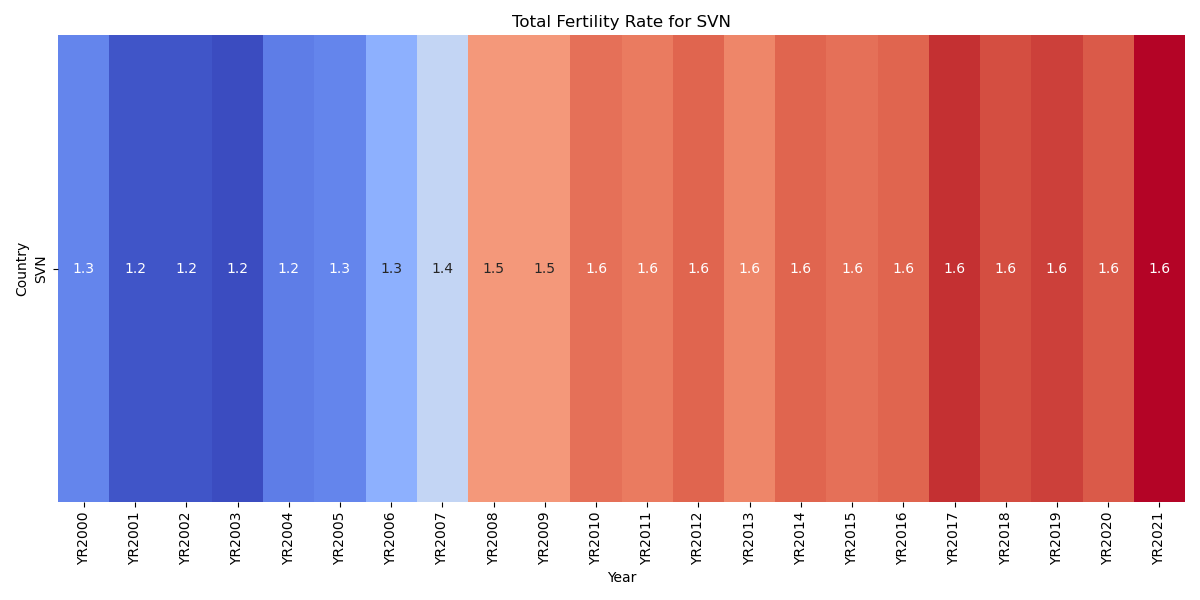 Total Fertility Rate for SVN
Country
SVN
1.3 1.2 1.2 1.2 1.2 1.3 1.3 1.4 1.5 1.5 1.6 1.6 1.6 1.6 1.6 1.6 1.6 1.6 1.6 1.6 1.6 1.6
YR2000 YR2001 YR2002 YR2003 YR2004 YR2005 YR2006 YR2007 YR2008 YR2009 YR2010 YR2011 YR2012 YR2013 YR2014 YR2015 YR2016 YR2017 YR2018 YR2019 YR2020 YR2021
Year